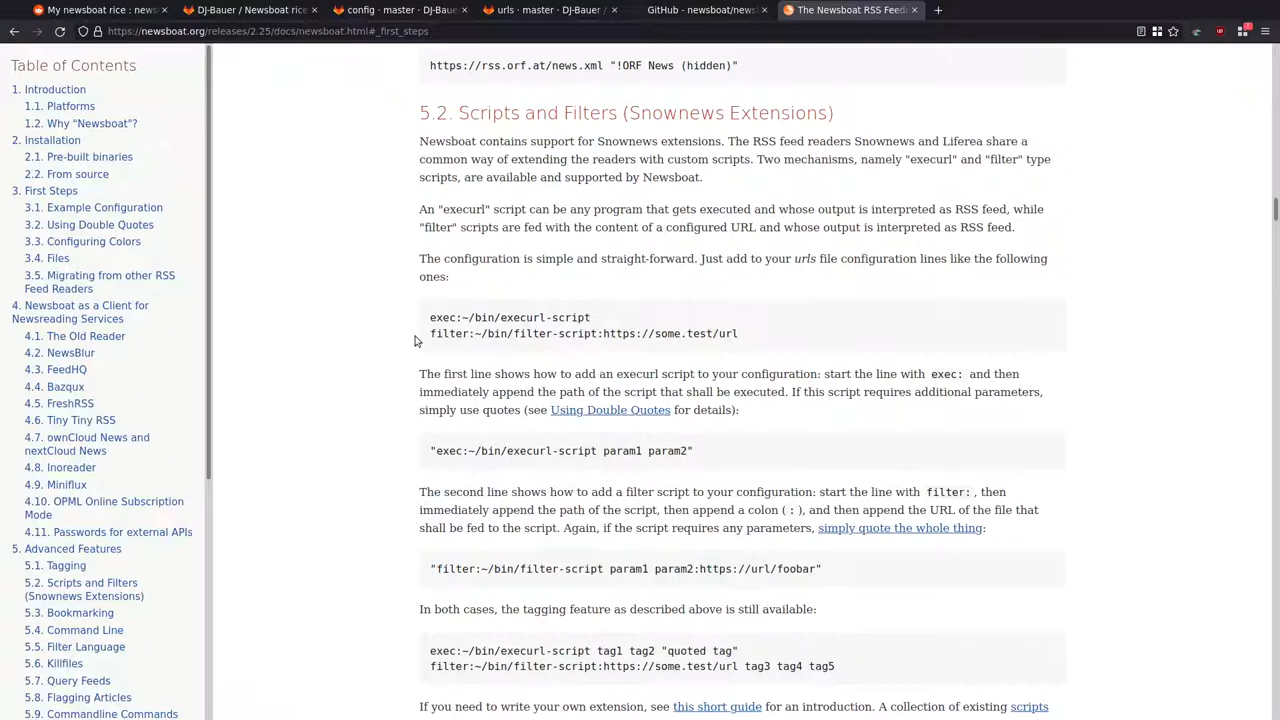 My newsboat rice : news
DJ-Bauer / Newsboat rice
config · master · DJ-Baue
urls · master · DJ-Bauer /
GitHub - newsboat/news
The Newsboat RSS Feed
https://newsboat.org/releases/2.25/docs/newsboat.html#_first_steps
Table of Contents
1. Introduction
1.1. Platforms
1.2. Why "Newsboat"?
2. Installation
2.1. Pre-built binaries
2.2. From source
3. First Steps
3.1. Example Configuration
3.2. Using Double Quotes
3.3. Configuring Colors
3.4. Files
3.5. Migrating from other RSS
Feed Readers
4. Newsboat as a Client for
Newsreading Services
4.1. The Old Reader
4.2. NewsBlur
4.3. FeedHQ
4.4. Bazqux
4.5. FreshRSS
4.6. Tiny Tiny RSS
4.7. ownCloud News and
nextCloud News
4.8. Inoreader
4.9. Miniflux
4.10. OPML Online Subscription
Mode
4.11. Passwords for external APIs
5. Advanced Features
5.1. Tagging
5.2. Scripts and Filters
(Snownews Extensions)
5.3. Bookmarking
5.4. Command Line
5.5. Filter Language
5.6. Killfiles
5.7. Query Feeds
5.8. Flagging Articles
5.9. Commandline Commands
https://rss.orf.at/news.xml "!ORF News (hidden)"
5.2. Scripts and Filters (Snownews Extensions)
Newsboat contains support for Snownews extensions. The RSS feed readers Snownews and Liferea share a
common way of extending the readers with custom scripts. Two mechanisms, namely "execurl" and "filter" type
scripts, are available and supported by Newsboat.
An "execurl" script can be any program that gets executed and whose output is interpreted as RSS feed, while
"filter" scripts are fed with the content of a configured URL and whose output is interpreted as RSS feed.
The configuration is simple and straight-forward. Just add to your urls file configuration lines like the following
ones:
exec:~/bin/execurl-script
filter:~/bin/filter-script:https://some.test/url
The first line shows how to add an execurl script to your configuration: start the line with exec: and then
immediately append the path of the script that shall be executed. If this script requires additional parameters,
simply use quotes (see Using Double Quotes for details):
"exec:~/bin/execurl-script param1 param2"
The second line shows how to add a filter script to your configuration: start the line with filter:, then
immediately append the path of the script, then append a colon (:), and then append the URL of the file that
shall be fed to the script. Again, if the script requires any parameters, simply quote the whole thing:
"filter:~/bin/filter-script param1 param2:https://url/foobar"
In both cases, the tagging feature as described above is still available:
exec:~/bin/execurl-script tag1 tag2 "quoted tag"
filter:~/bin/filter-script:https://some.test/url tag3 tag4 tag5
If you need to write your own extension, see this short guide for an introduction. A collection of existing scripts